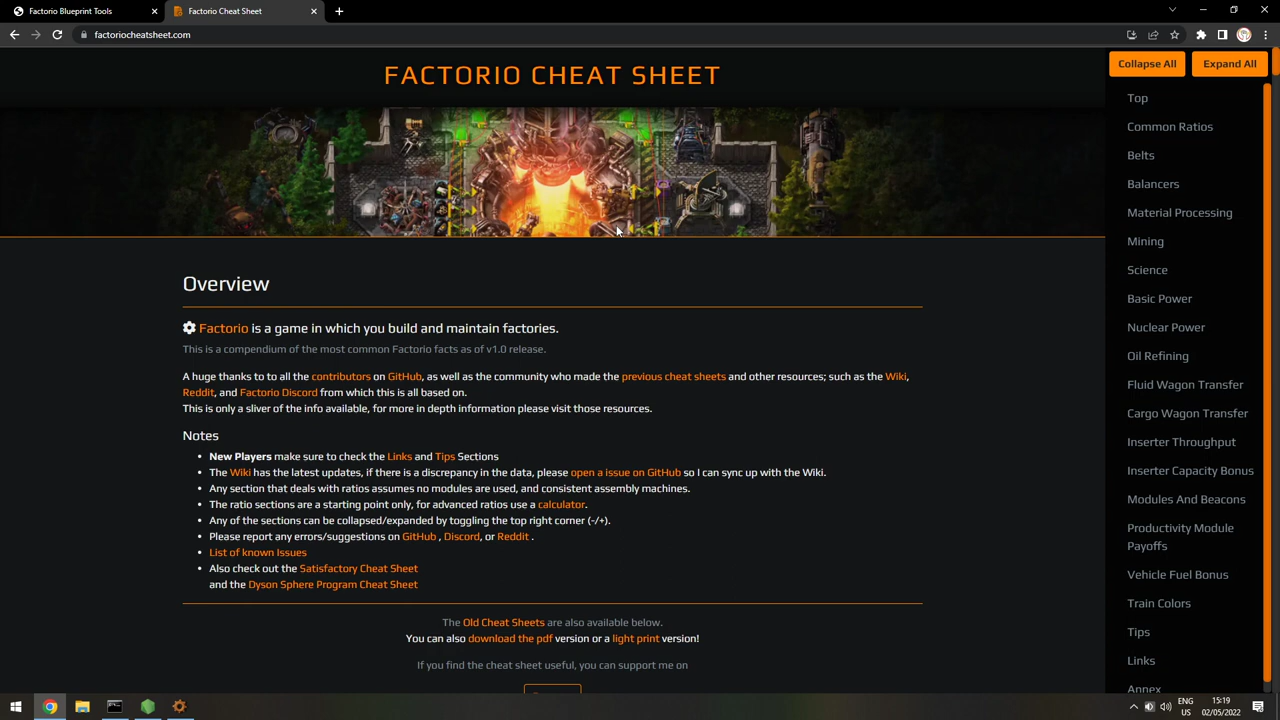 Factorio Blueprint Tools
Factorio Cheat Sheet
factoriocheatsheet.com
FACTORIO CHEAT SHEET
Collapse All
Expand All
Top
Common Ratios
Belts
Balancers
Material Processing
Mining
Science
Basic Power
Nuclear Power
Oil Refining
Fluid Wagon Transfer
Cargo Wagon Transfer
Inserter Throughput
Inserter Capacity Bonus
Modules And Beacons
Productivity Module
Payoffs
Vehicle Fuel Bonus
Train Colors
Tips
Links
Annex
Overview
Factorio is a game in which you build and maintain factories.
This is a compendium of the most common Factorio facts as of v1.0 release.
A huge thanks to to all the contributors on GitHub, as well as the community who made the previous cheat sheets and other resources; such as the Wiki,
Reddit, and Factorio Discord from which this is all based on.
This is only a sliver of the info available, for more in depth information please visit those resources.
Notes
• New Players make sure to check the Links and Tips Sections
• The Wiki has the latest updates, if there is a discrepancy in the data, please open a issue on GitHub so I can sync up with the Wiki.
• Any section that deals with ratios assumes no modules are used, and consistent assembly machines.
• The ratio sections are a starting point only, for advanced ratios use a calculator.
• Any of the sections can be collapsed/expanded by toggling the top right corner (-/+).
• Please report any errors/suggestions on GitHub , Discord, or Reddit .
• List of known Issues
• Also check out the Satisfactory Cheat Sheet
and the Dyson Sphere Program Cheat Sheet
The Old Cheat Sheets are also available below.
You can also download the pdf version or a light print version!
If you find the cheat sheet useful, you can support me on
ENG
US
15:19
02/05/2022